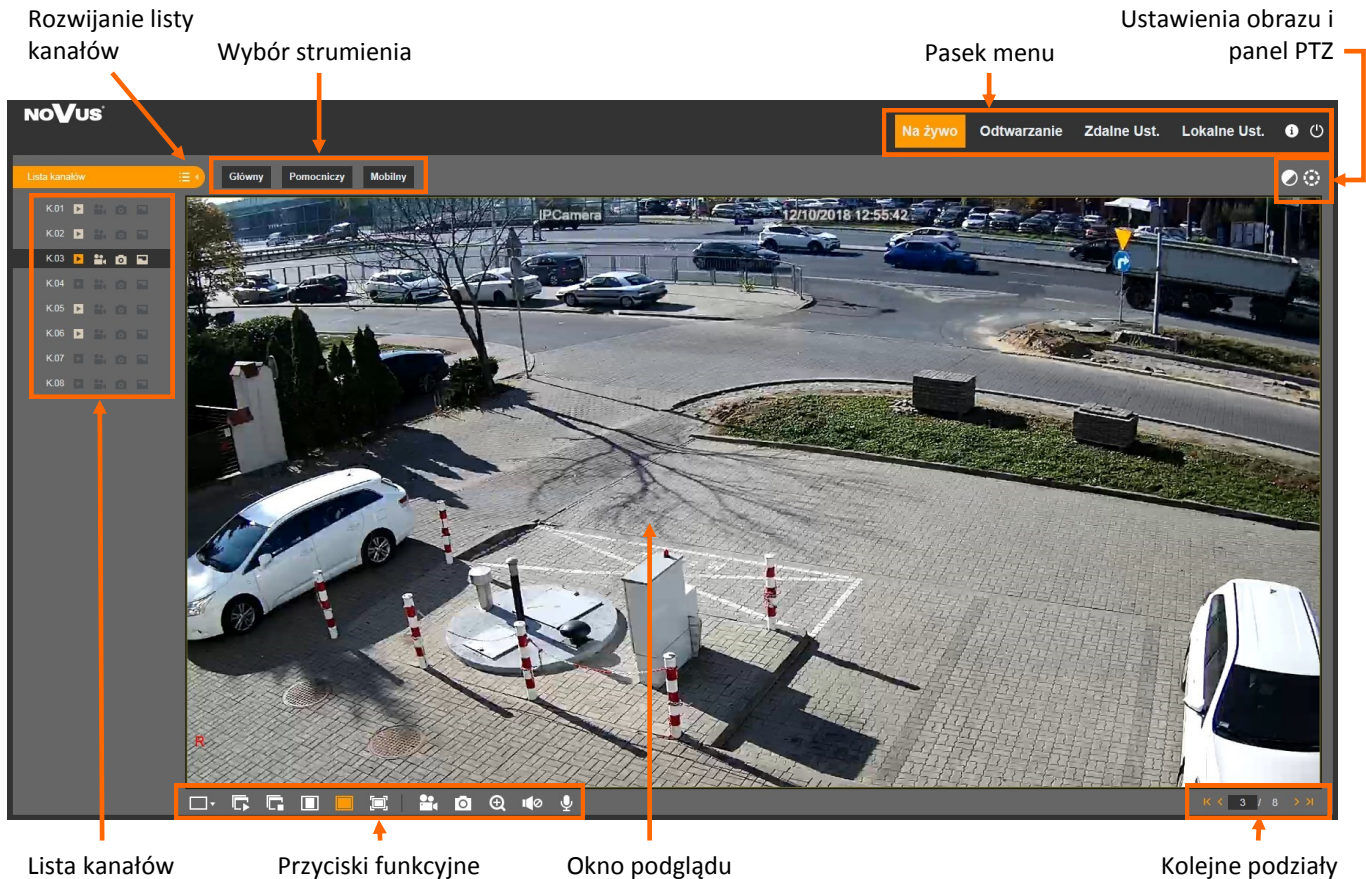 Rozwijanie listy
kanałów
Wybór strumienia
Pasek menu
Ustawienia obrazu i
panel PTZ
NOVUS
Na żywo Odtwarzanie Zdalne Ust. Lokalne Ust.
Lista kanałów
Główny Pomocniczy Mobilny
K.01
K.02
K.03
K.04
K.05
K.06
K.07
K.08
IPCamera
12/10/2018 12:55:42
R
3 / 8
Lista kanałów
Przyciski funkcyjne
Okno podglądu
Kolejne podziały